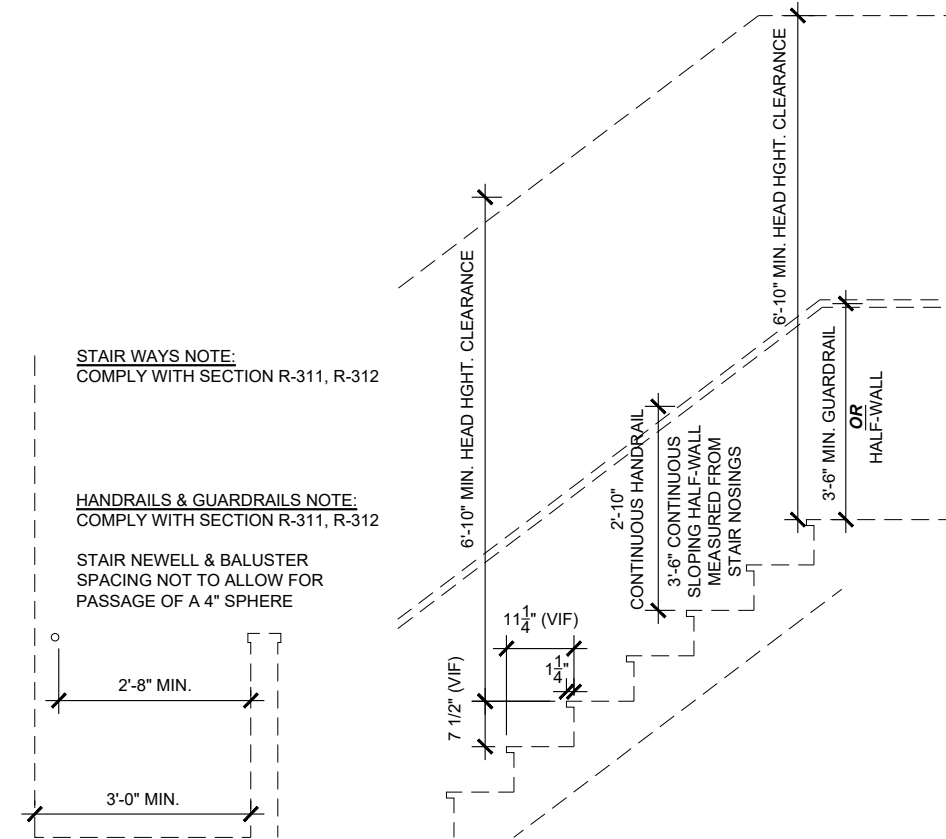 STAIR WAYS NOTE:
COMPLY WITH SECTION R-311, R-312
HANDRAILS & GUARDRAILS NOTE:
COMPLY WITH SECTION R-311, R-312
STAIR NEWELL & BALUSTER
SPACING NOT TO ALLOW FOR
PASSAGE OF A 4" SPHERE
2'-8" MIN.
3'-0" MIN.
6'-10" MIN. HEAD HGHT. CLEARANCE
7 1/2" (VIF)
11 1/4" (VIF)
1 1/4"
2'-10"
CONTINUOUS HANDRAIL
3'-6" CONTINUOUS
SLOPING HALF-WALL
MEASURED FROM
STAIR NOSINGS
6'-10" MIN. HEAD HGHT. CLEARANCE
3'-6" MIN. GUARDRAIL
OR
HALF-WALL